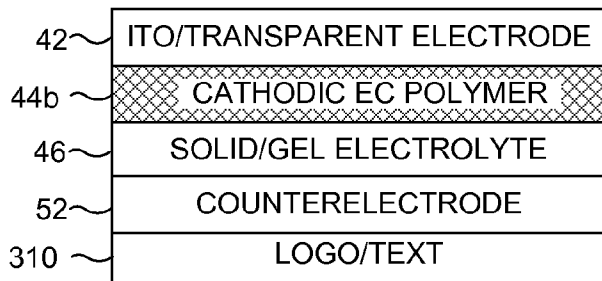 42 ITO/TRANSPARENT ELECTRODE
44b CATHODIC EC POLYMER
46 SOLID/GEL ELECTROLYTE
52 COUNTERELECTRODE
310 LOGO/TEXT